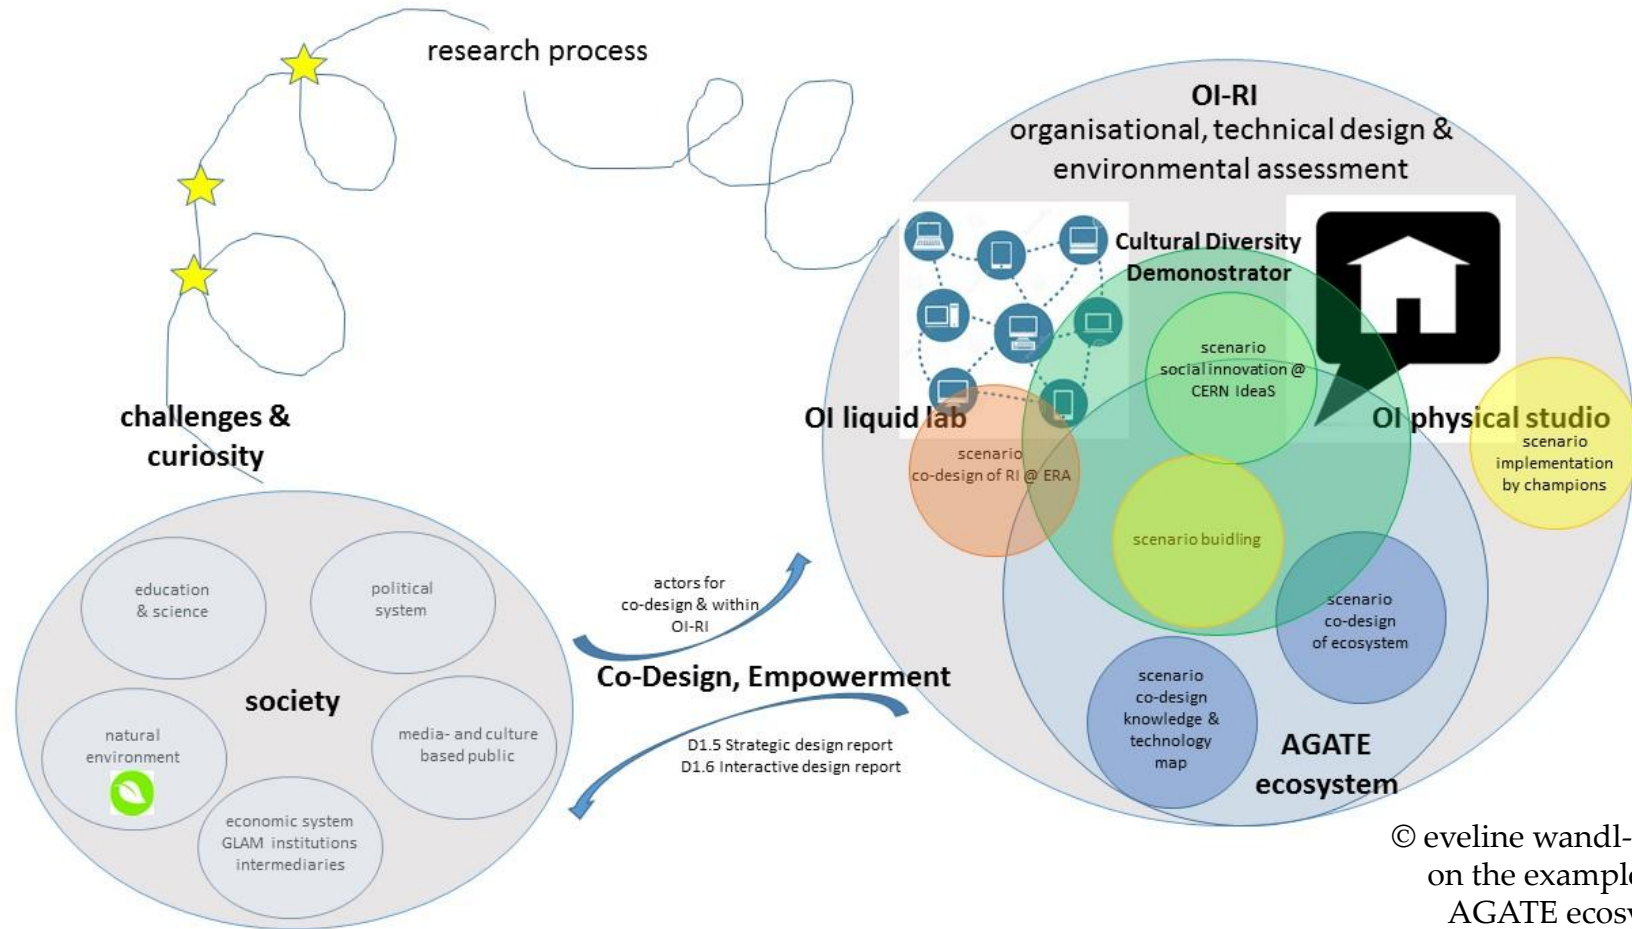 research process
OI-RI
organisational, technical design &
environmental assessment
Cultural Diversity
Demonostrator
scenario
social innovation @
CERN IdeaS
challenges &
curiosity
OI liquid lab
OI physical studio
scenario
co-design of RI @ ERA
scenario
implementation
by champions
scenario buidling
education
& science
political
system
actors for
co-design & within
OI-RI
scenario
co-design
of ecosystem
Co-Design, Empowerment
society
scenario
co-design
knowledge &
technology
map
natural
environment
media- and culture
based public
D1.5 Strategic design report
D1.6 Interactive design report
AGATE
ecosystem
economic system
GLAM institutions
intermediaries
© eveline wandl-
on the example
AGATE